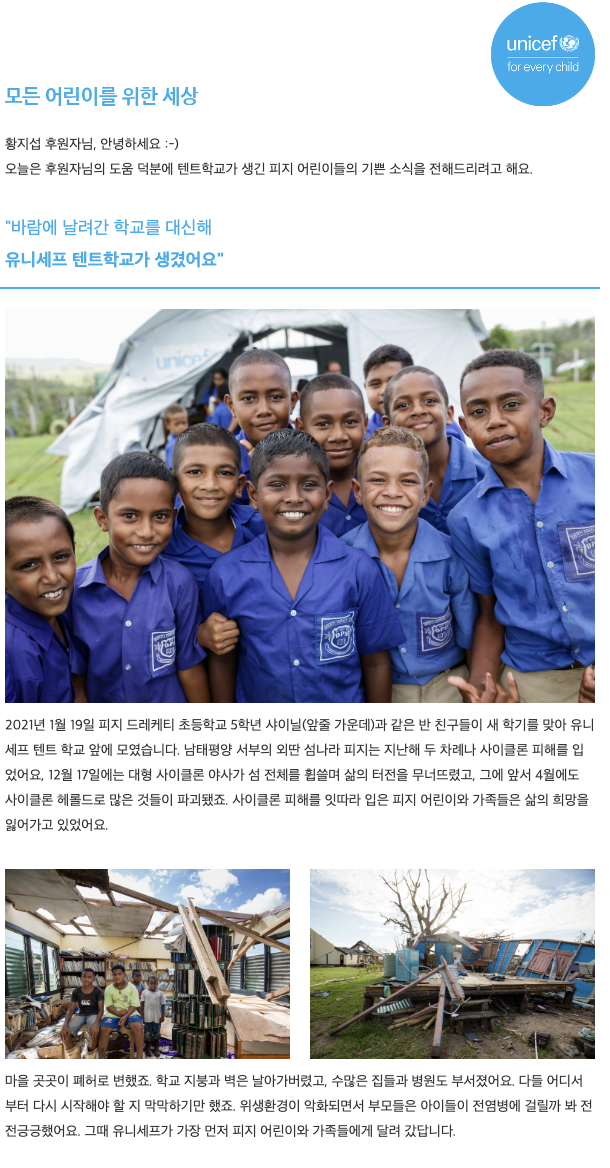 unicef
for every child
모든 어린이를 위한 세상
황지섭 후원자님, 안녕하세요 :-)
오늘은 후원자님의 도움 덕분에 텐트학교가 생긴 피지 어린이들의 기쁜 소식을 전해드리려고 해요.
"바람에 날려간 학교를 대신해
유니세프 텐트학교가 생겼어요"
unicef
2021년 1월 19일 피지 드레케티 초등학교 5학년 샤이닐(앞줄 가운데)과 같은 반 친구들이 새 학기를 맞아 유니
세프 텐트 학교 앞에 모였습니다. 남태평양 서부의 외딴 섬나라 피지는 지난해 두 차례나 사이클론 피해를 입
었어요, 12월 17일에는 대형 사이클론 야사가 섬 전체를 휩쓸며 삶의 터전을 무너뜨렸고, 그에 앞서 4월에도
사이클론 헤롤드로 많은 것들이 파괴됐죠. 사이클론 피해를 잇따라 입은 피지 어린이와 가족들은 삶의 희망을
잃어가고 있었어요.
마을 곳곳이 폐허로 변했죠. 학교 지붕과 벽은 날아가버렸고, 수많은 집들과 병원도 부서졌어요. 다들 어디서
부터 다시 시작해야 할 지 막막하기만 했죠. 위생환경이 악화되면서 부모들은 아이들이 전염병에 걸릴까 봐 전
전긍긍했어요. 그때 유니세프가 가장 먼저 피지 어린이와 가족들에게 달려 갔답니다.